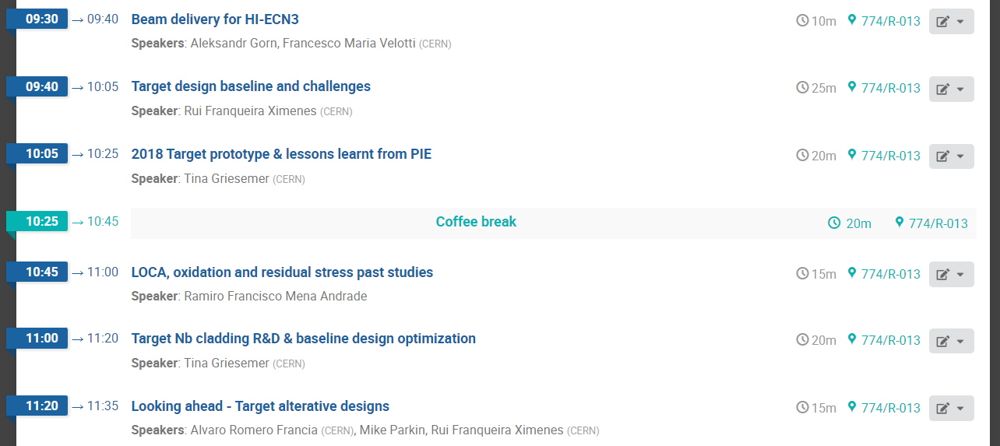 09:30 → 09:40 Beam delivery for HI-ECN3 10m 774/R-013
Speakers: Aleksandr Gorn, Francesco Maria Velotti (CERN)
09:40 → 10:05 Target design baseline and challenges 25m 774/R-013
Speaker: Rui Franqueira Ximenes (CERN)
10:05 → 10:25 2018 Target prototype & lessons learnt from PIE 20m 774/R-013
Speaker: Tina Griesemer (CERN)
10:25 → 10:45 Coffee break 20m 774/R-013
10:45 → 11:00 LOCA, oxidation and residual stress past studies 15m 774/R-013
Speaker: Ramiro Francisco Mena Andrade
11:00 → 11:20 Target Nb cladding R&D & baseline design optimization 20m 774/R-013
Speaker: Tina Griesemer (CERN)
11:20 → 11:35 Looking ahead - Target alterative designs 15m 774/R-013
Speakers: Alvaro Romero Francia (CERN), Mike Parkin, Rui Franqueira Ximenes (CERN)